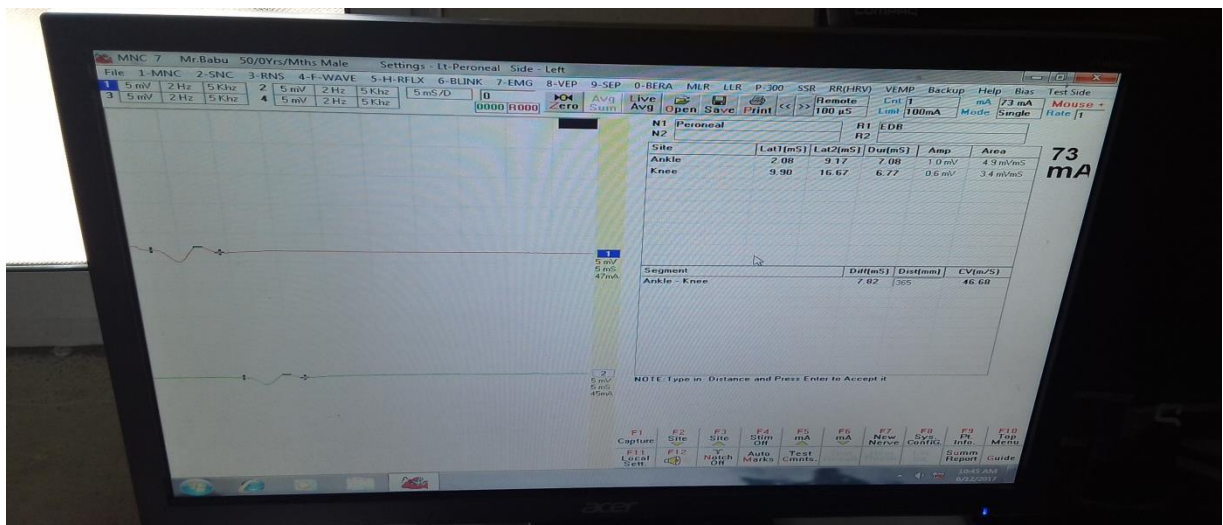 MNC 7 Mr.Babu 50/0Yrs/Mths Male Settings - Lt-Peroneal Side - Left
File 1-MNC 2-SNC 3-RNS 4-F-WAVE 5-H-RFLX 6-BLINK 7-EMG 8-VEP 9-SEP 0-BERA MLR LLR P-300 SSR RR(HRV) VEMP Backup Help Bias Test Side
1 5 mV 2 Hz 5 Khz 2 5 mV 2 Hz 5 Khz 5 mS/D 0 Zero Avg Sum Live Avg Open Save Print << >> Remote Cnt 1 mA 73 mA Mouse
3 5 mV 2 Hz 5 Khz 4 5 mV 2 Hz 5 Khz 0000 R000 100 µS Limt 100mA Mode Single Rate 1
N1 Peroneal R1 EDB
N2 R2
Site Lat1(mS) Lat2(mS) Dur(mS) Amp Area
Ankle 2.08 9.17 7.08 1.0 mV 4.9 mVmS
Knee 9.90 16.67 6.77 0.6 mV 3.4 mVmS
73
mA
1
5 mV
5 mS
47mA
Segment Diff(mS) Dist(mm) CV(m/S)
Ankle - Knee 7.82 365 46.68
2
5 mV
5 mS
45mA
NOTE:Type in Distance and Press Enter to Accept it
F1 Capture F2 Site F3 Site F4 Stim Off F5 mA F6 mA F7 New Nerve F8 Sys. ConfiG. F9 Pt. Info. F10 Top Menu
F11 Local Sett. F12 Notch Off Auto Marks Test Cmnts. Summ Report Guide
10:45 AM
6/12/2017
acer